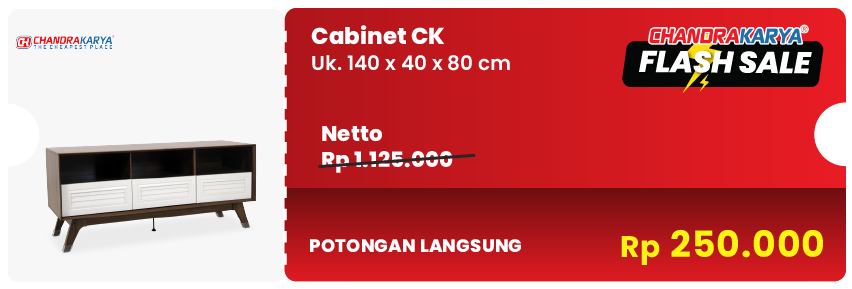 CHANDRAKARYA®
THE CHEAPEST PLACE
Cabinet CK
Uk. 140 x 40 x 80 cm
CHANDRAKARYA®
FLASH SALE
Netto
Rp 1.125.000
POTONGAN LANGSUNG
Rp 250.000